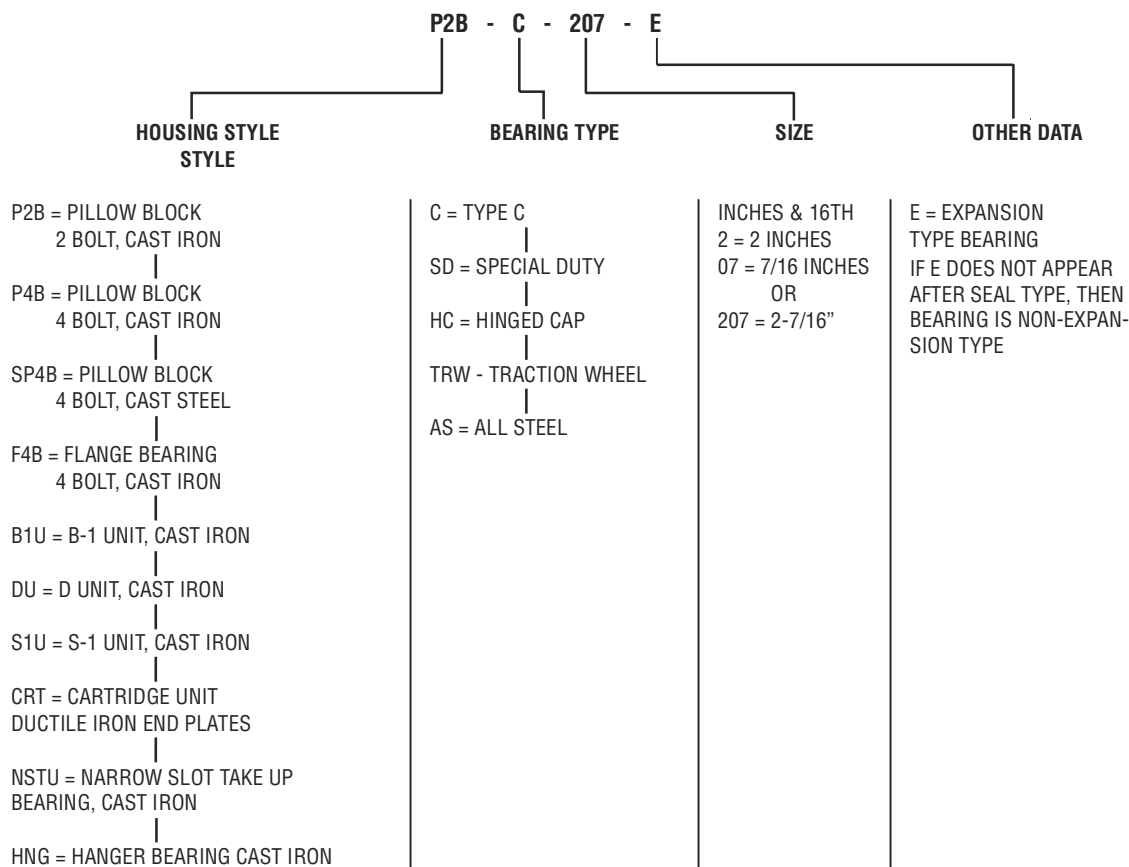 P2B - C - 207 - E
HOUSING STYLE
STYLE
P2B = PILLOW BLOCK
2 BOLT, CAST IRON
P4B = PILLOW BLOCK
4 BOLT, CAST IRON
SP4B = PILLOW BLOCK
4 BOLT, CAST STEEL
F4B = FLANGE BEARING
4 BOLT, CAST IRON
B1U = B-1 UNIT, CAST IRON
DU = D UNIT, CAST IRON
S1U = S-1 UNIT, CAST IRON
CRT = CARTRIDGE UNIT
DUCTILE IRON END PLATES
NSTU = NARROW SLOT TAKE UP
BEARING, CAST IRON
HNG = HANGER BEARING CAST IRON
BEARING TYPE
C = TYPE C
SD = SPECIAL DUTY
HC = HINGED CAP
TRW - TRACTION WHEEL
AS = ALL STEEL
SIZE
INCHES & 16TH
2 = 2 INCHES
07 = 7/16 INCHES
OR
207 = 2-7/16”
OTHER DATA
E = EXPANSION
TYPE BEARING
IF E DOES NOT APPEAR
AFTER SEAL TYPE, THEN
BEARING IS NON-EXPAN-
SION TYPE